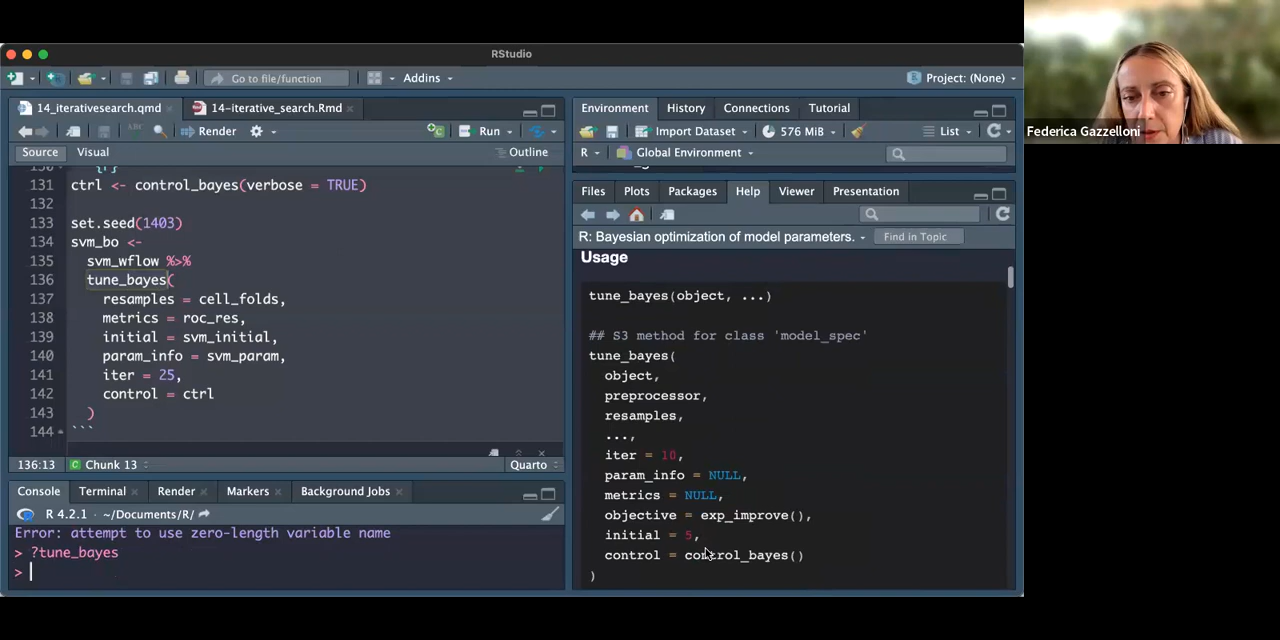 RStudio
Go to file/function
Addins
Project: (None)
14_iterativesearch.qmd
14-iterative_search.Rmd
Render
Run
Source
Visual
Outline
{r}
131 ctrl <- control_bayes(verbose = TRUE)
132
133 set.seed(1403)
134 svm_bo <-
135 svm_wflow %>%
136 tune_bayes(
137 resamples = cell_folds,
138 metrics = roc_res,
139 initial = svm_initial,
140 param_info = svm_param,
141 iter = 25,
142 control = ctrl
143 )
144 ```
136:13
Chunk 13
Quarto
Console
Terminal
Render
Markers
Background Jobs
R 4.2.1 · ~/Documents/R/
Error: attempt to use zero-length variable name
> ?tune_bayes
>
Environment
History
Connections
Tutorial
Import Dataset
576 MiB
List
R
Global Environment
Files
Plots
Packages
Help
Viewer
Presentation
R: Bayesian optimization of model parameters.
Find in Topic
Usage
tune_bayes(object, ...)
## S3 method for class 'model_spec'
tune_bayes(
object,
preprocessor,
resamples,
...,
iter = 10,
param_info = NULL,
metrics = NULL,
objective = exp_improve(),
initial = 5,
control = control_bayes()
)
Federica Gazzelloni